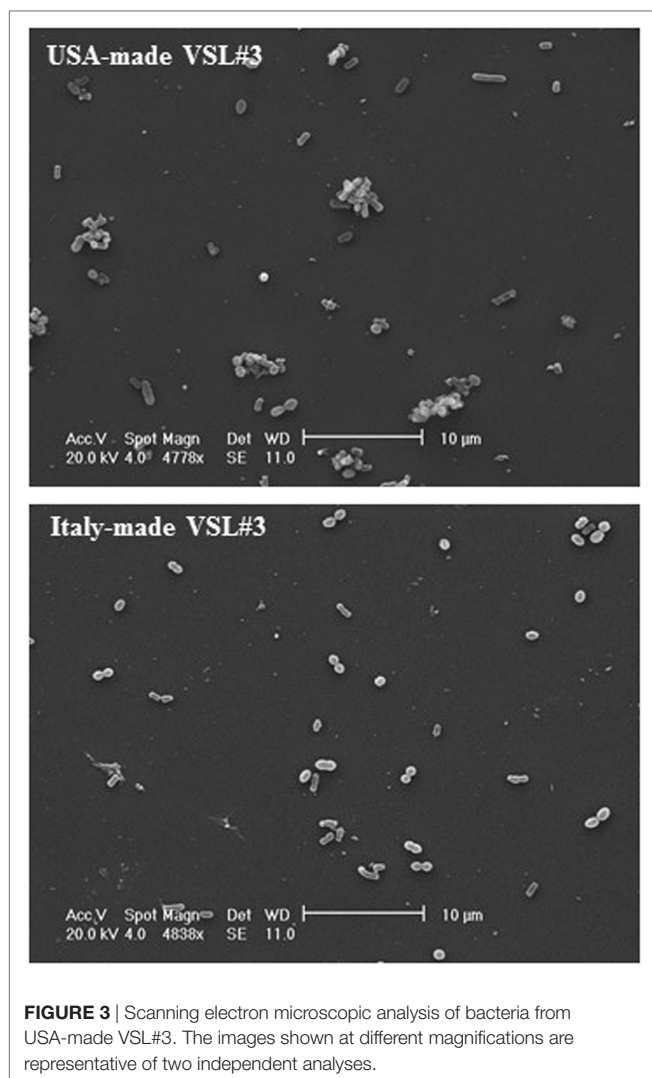 USA-made VSL#3
Acc.V Spot Magn Det WD 10 µm
20.0 kV 4.0 4778x SE 11.0
Italy-made VSL#3
Acc.V Spot Magn Det WD 10 µm
20.0 kV 4.0 4838x SE 11.0
FIGURE 3 | Scanning electron microscopic analysis of bacteria from
USA-made VSL#3. The images shown at different magnifications are
representative of two independent analyses.